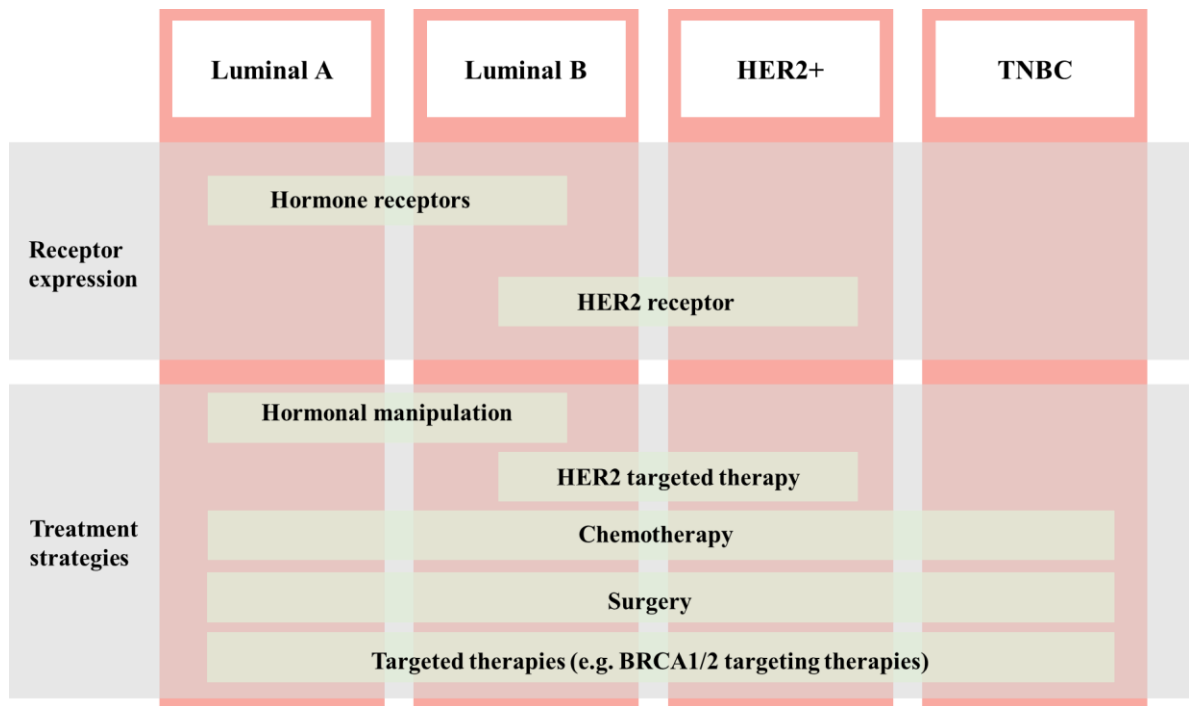 Luminal A
Luminal B
HER2+
TNBC
Receptor
expression
Hormone receptors
HER2 receptor
Treatment
strategies
Hormonal manipulation
HER2 targeted therapy
Chemotherapy
Surgery
Targeted therapies (e.g. BRCA1/2 targeting therapies)